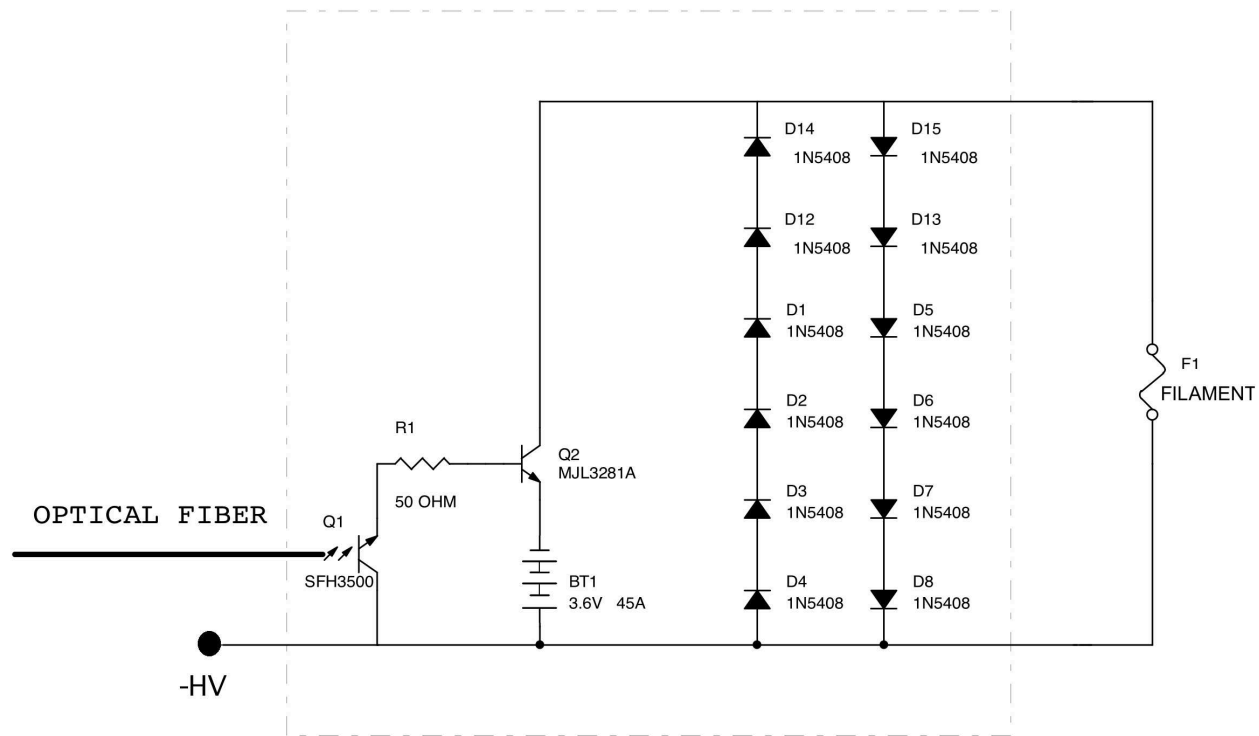 D14
1N5408
D15
1N5408
D12
1N5408
D13
1N5408
D1
1N5408
D5
1N5408
F1
FILAMENT
D2
1N5408
D6
1N5408
R1
50 OHM
Q2
MJL3281A
D3
1N5408
D7
1N5408
OPTICAL FIBER
Q1
SFH3500
BT1
3.6V 45A
D4
1N5408
D8
1N5408
-HV